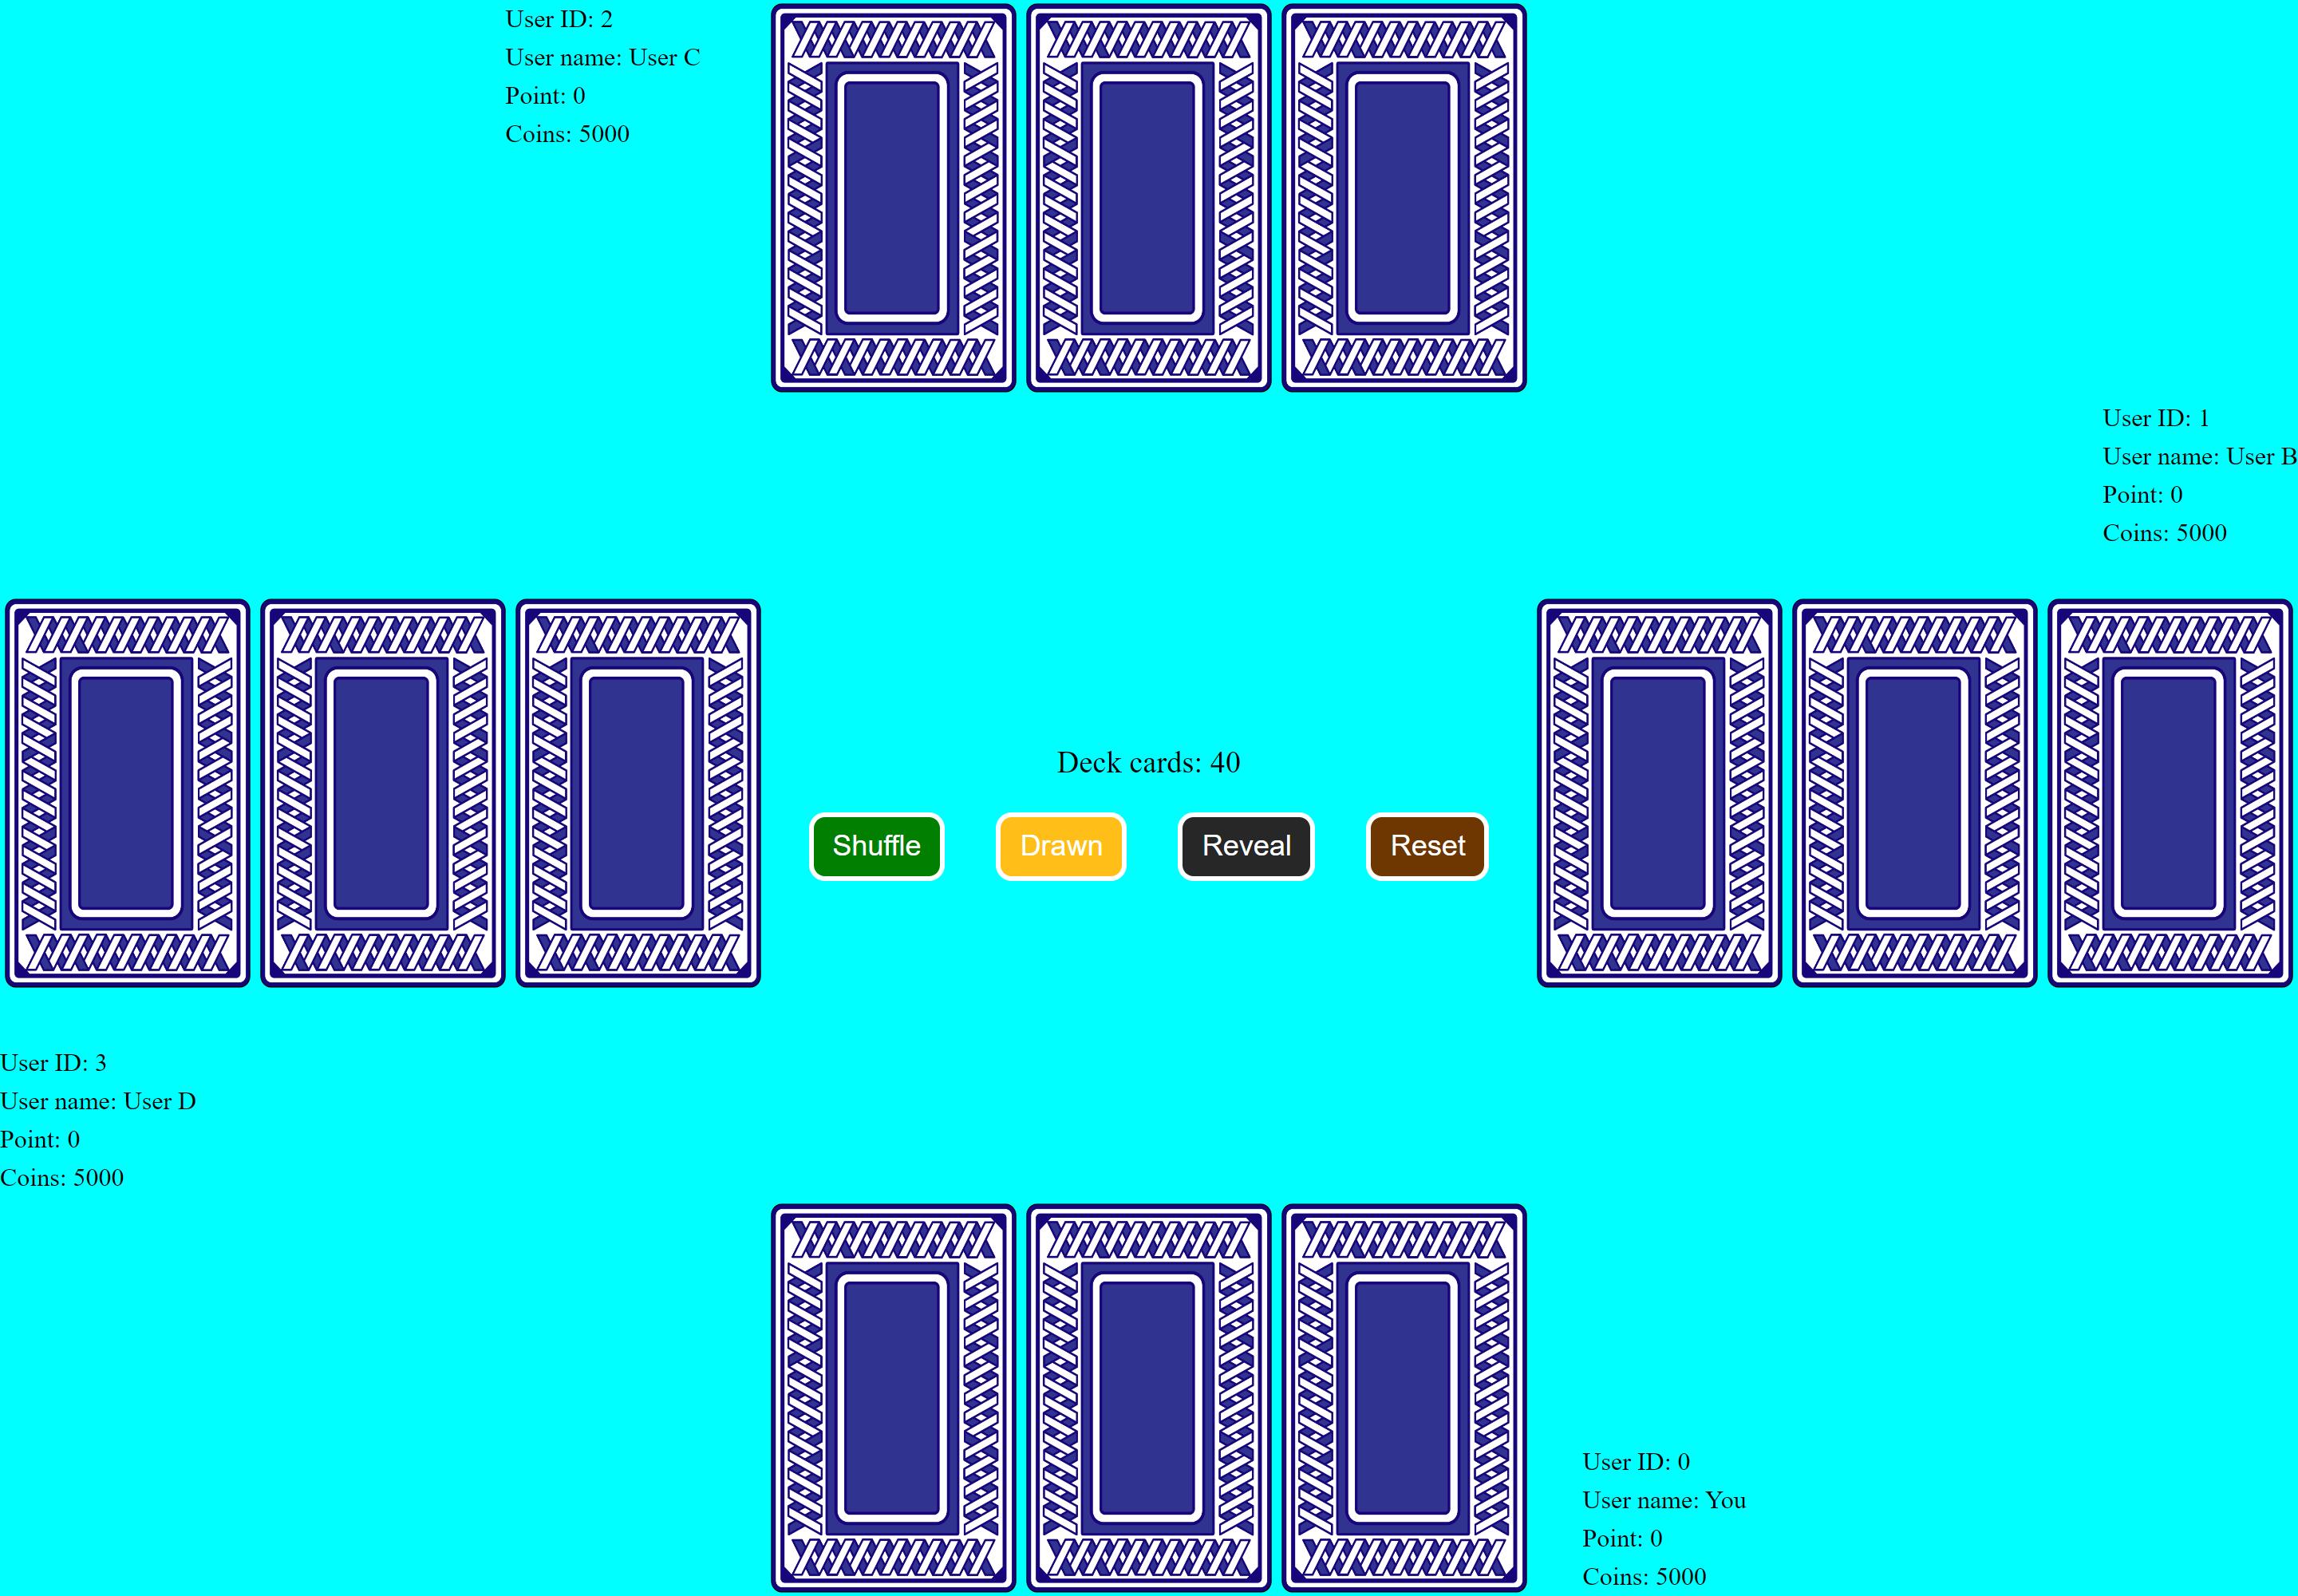 User ID: 2
User name: User C
Point: 0
Coins: 5000
User ID: 1
User name: User B
Point: 0
Coins: 5000
Deck cards: 40
Shuffle
Drawn
Reveal
Reset
User ID: 3
User name: User D
Point: 0
Coins: 5000
User ID: 0
User name: You
Point: 0
Coins: 5000